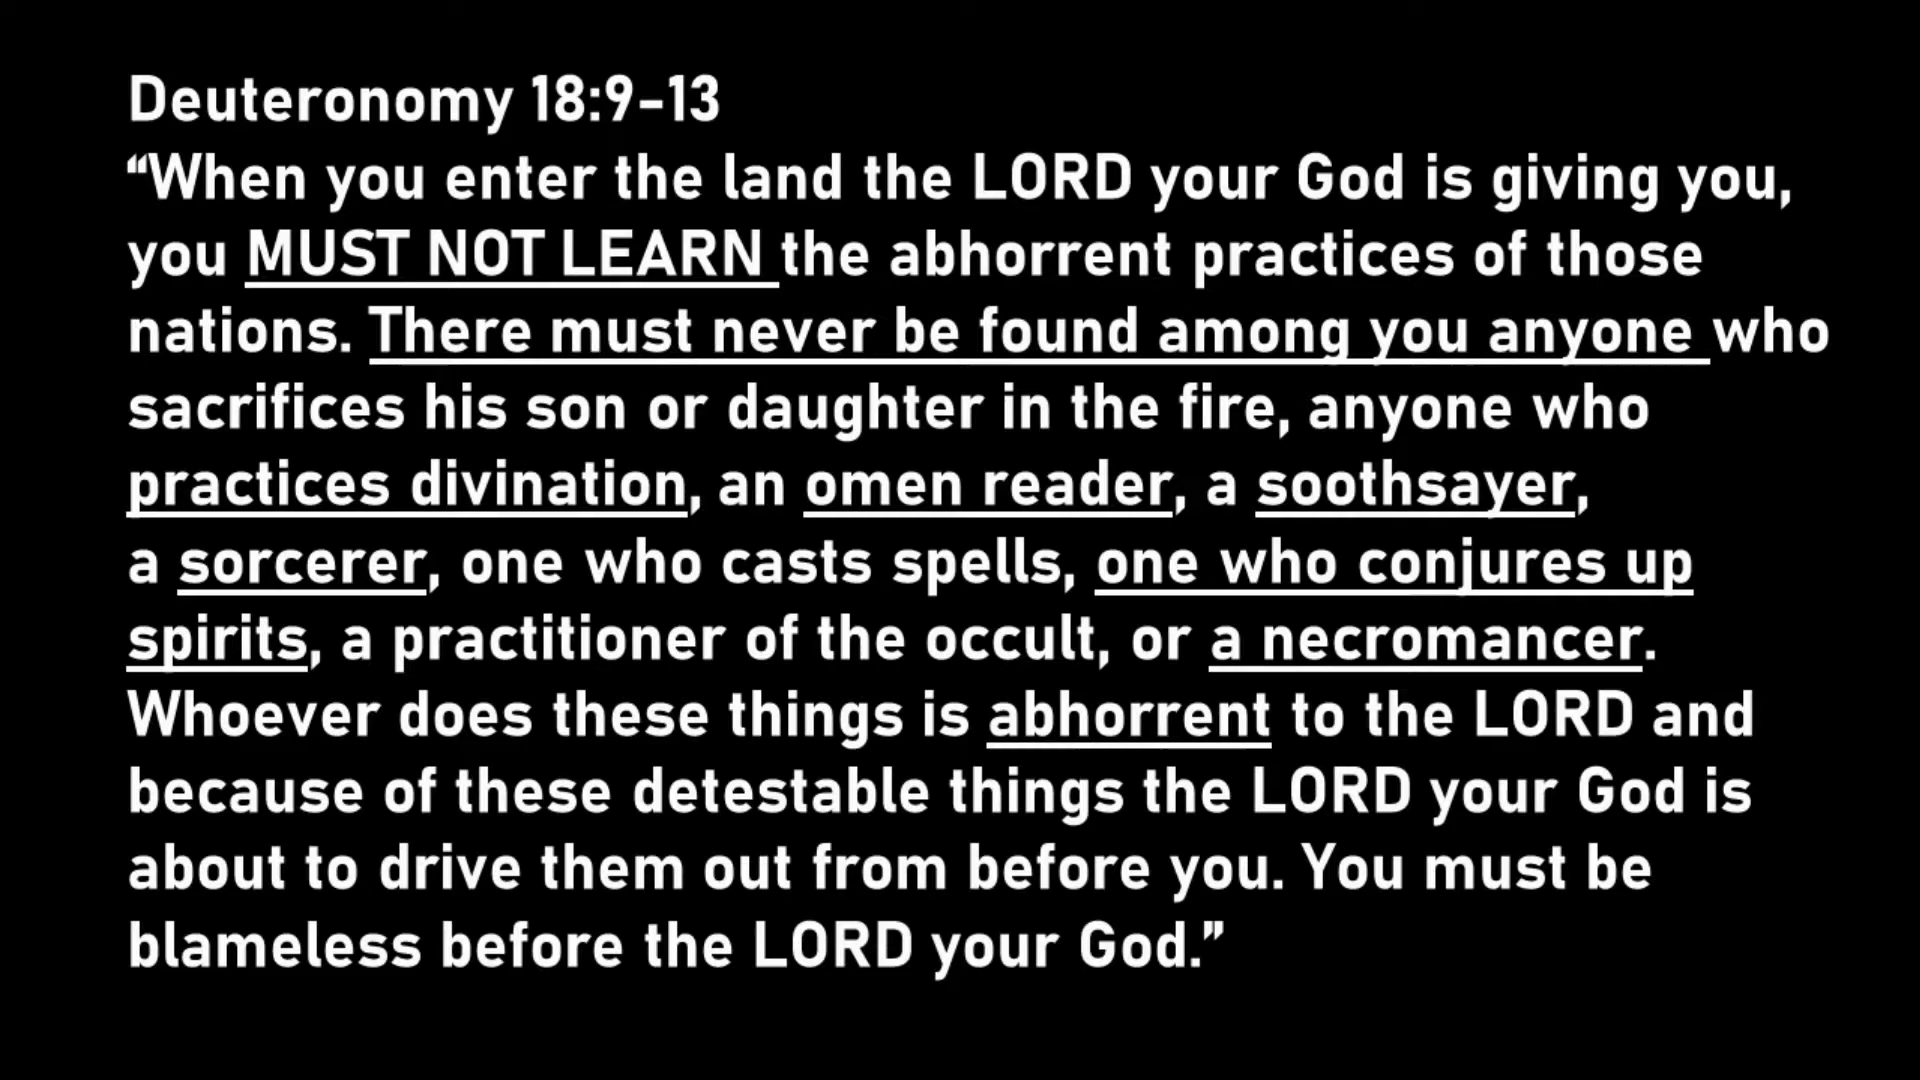 Deuteronomy 18:9-13
“When you enter the land the LORD your God is giving you,
you MUST NOT LEARN the abhorrent practices of those
nations. There must never be found among you anyone who
sacrifices his son or daughter in the fire, anyone who
practices divination, an omen reader, a soothsayer,
a sorcerer, one who casts spells, one who conjures up
spirits, a practitioner of the occult, or a necromancer.
Whoever does these things is abhorrent to the LORD and
because of these detestable things the LORD your God is
about to drive them out from before you. You must be
blameless before the LORD your God.”